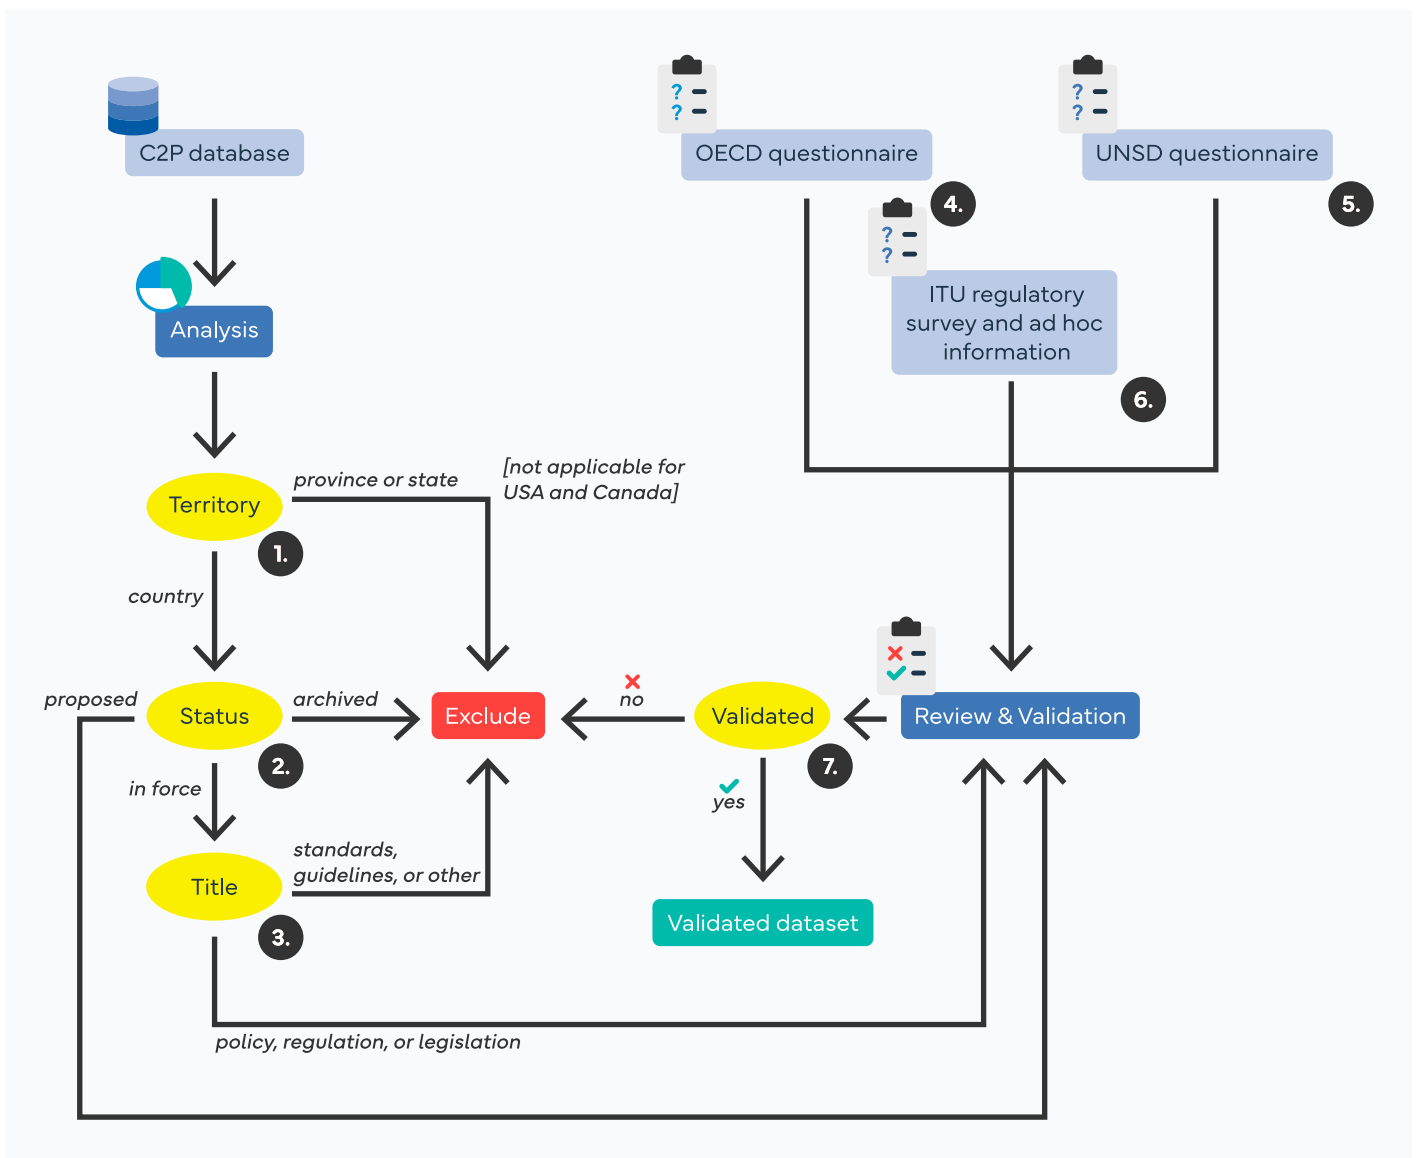 C2P database
OECD questionnaire
UNSD questionnaire
4.
5.
ITU regulatory
survey and ad hoc
information
6.
Analysis
province or state
[not applicable for
USA and Canada]
Territory
1.
country
proposed
Status
archived
2.
Exclude
no
Validated
7.
Review & Validation
in force
yes
Title
3.
standards,
guidelines, or other
Validated dataset
policy, regulation, or legislation